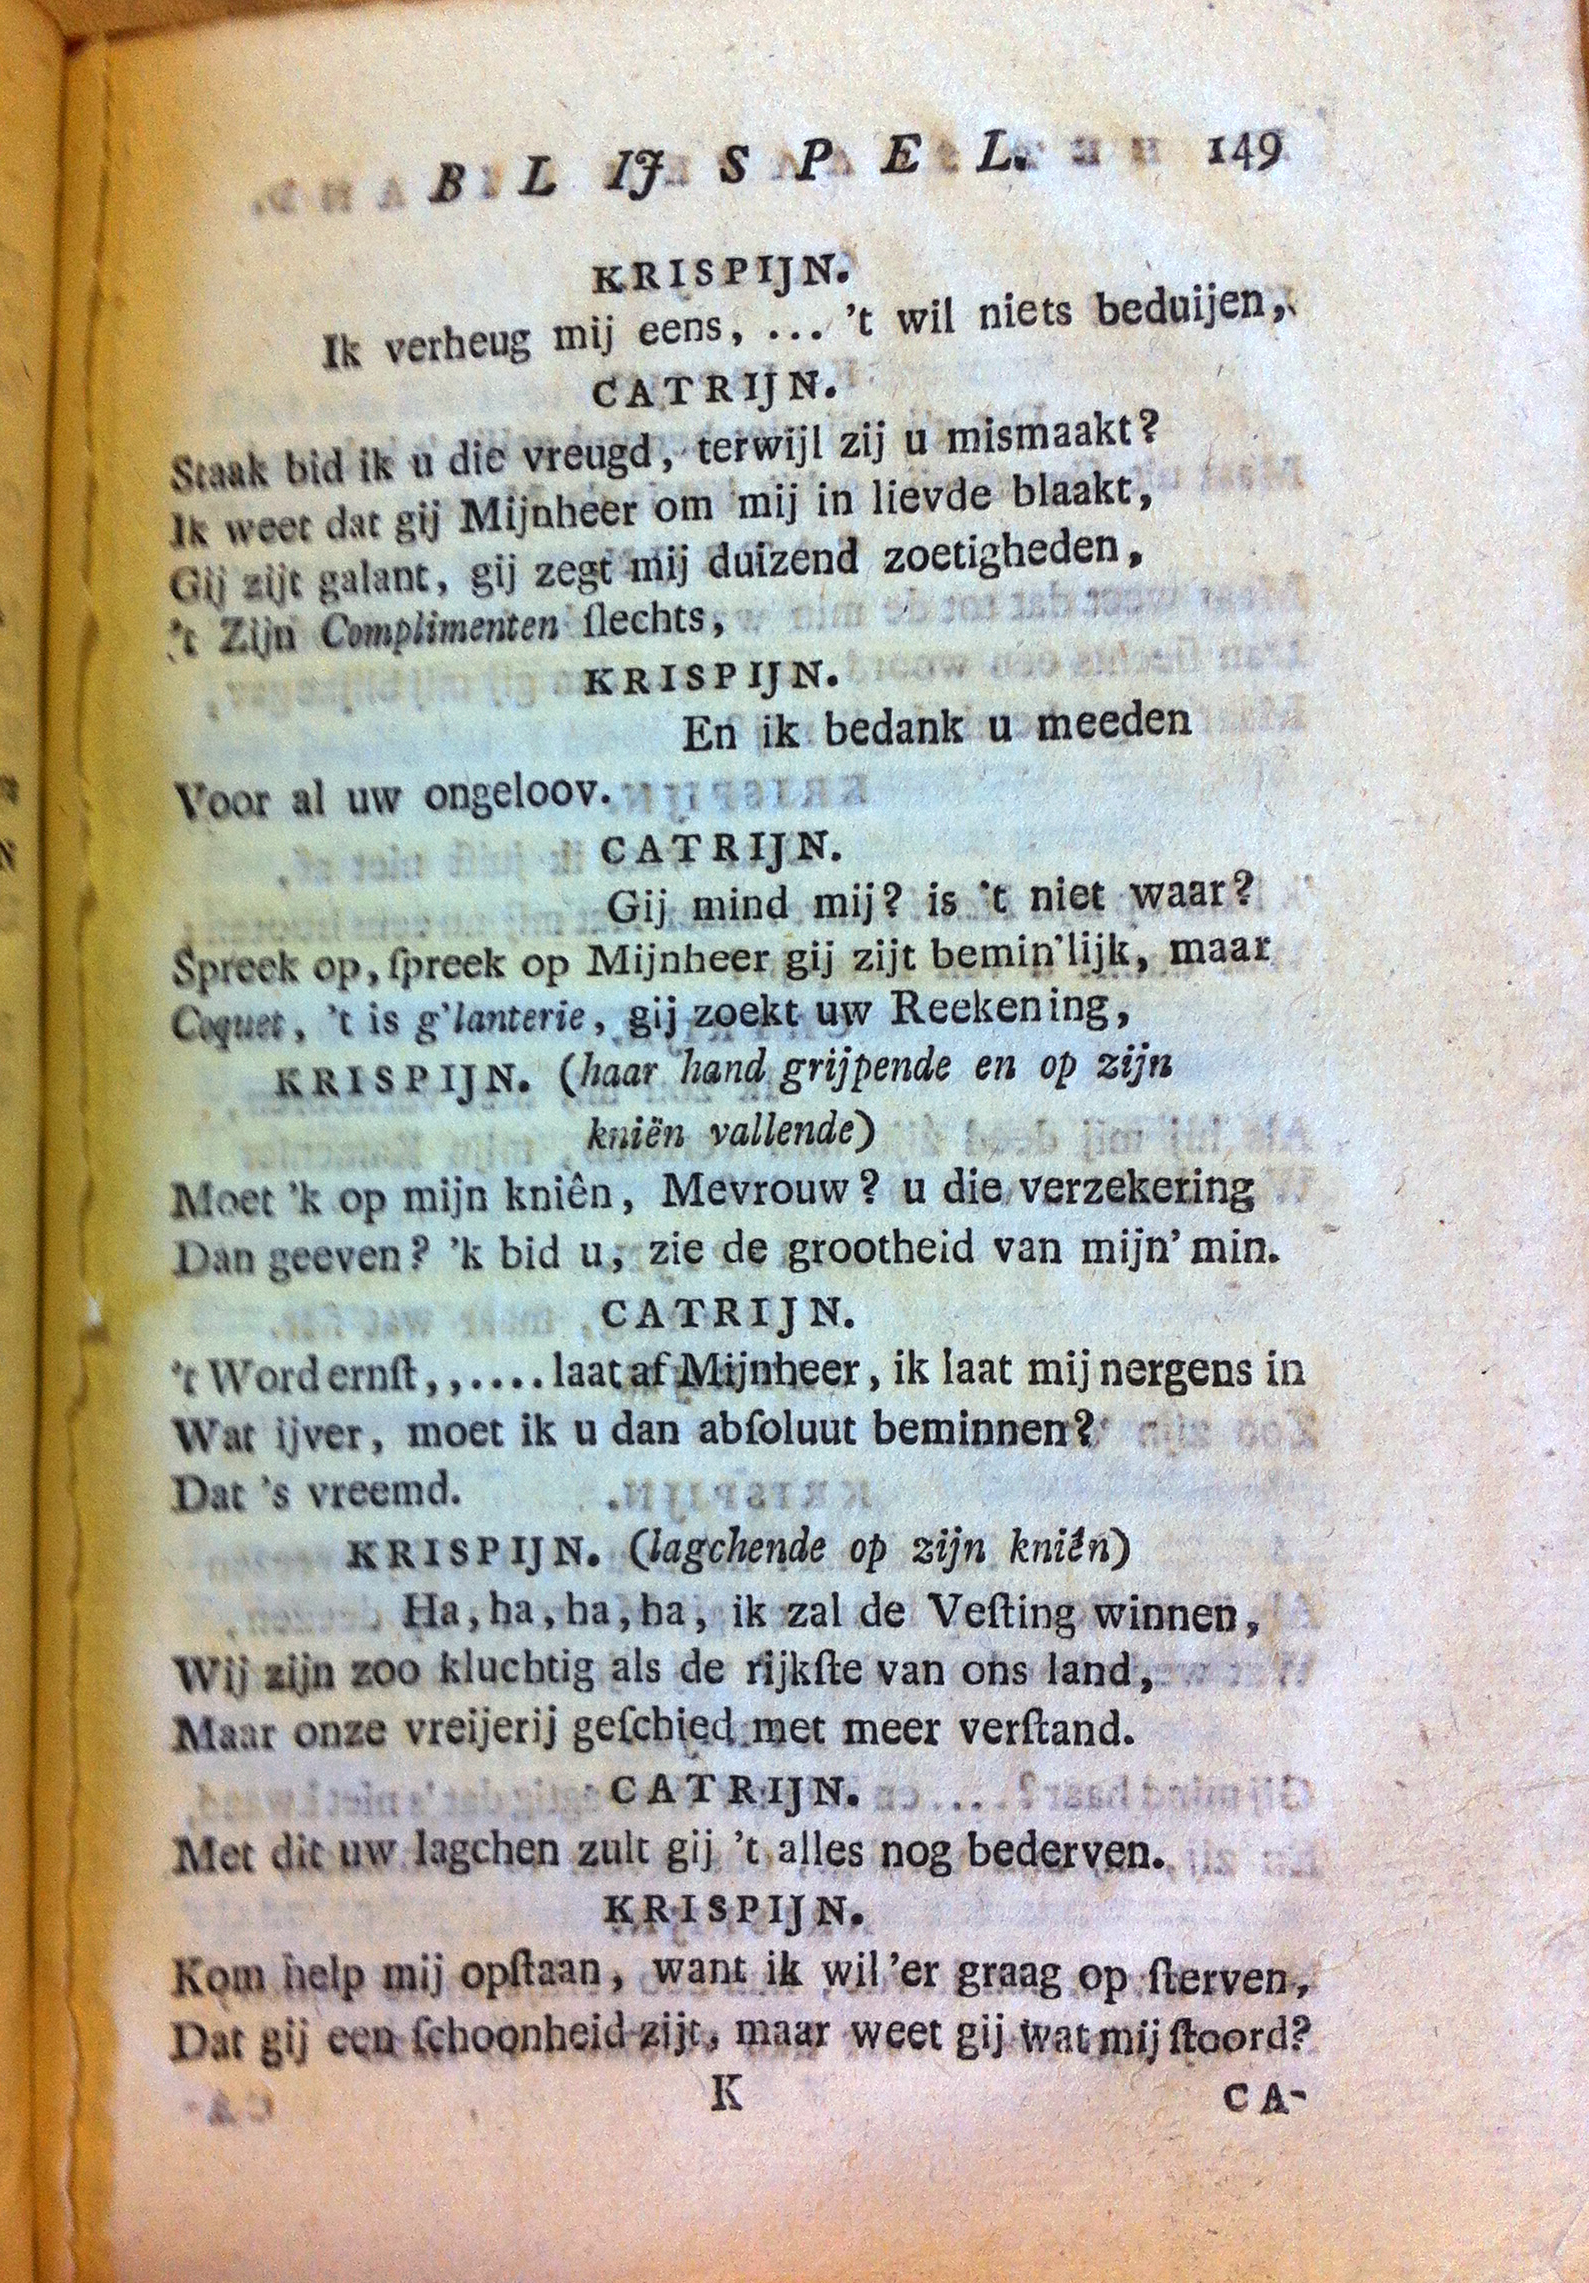 BLIJSPEL. 149
KRISPIJN.
Ik verheug mij eens, ... 't wil niets beduijen,
CATRIJN.
Staak bid ik u die vreugd, terwijl zij u mismaakt?
Ik weet dat gij Mijnheer om mij in lievde blaakt,
Gij zijt galant, gij zegt mij duizend zoetigheden,
't Zijn Complimenten ſlechts,
KRISPIJN.
En ik bedank u meeden
Voor al uw ongeloov.
CATRIJN.
Gij mind mij? is 't niet waar?
Spreek op, ſpreek op Mijnheer gij zijt bemin'lijk, maar
Coquet, 't is g'lanterie, gij zoekt uw Reekening,
KRISPIJN. (haar hand grijpende en op zijn
kniën vallende)
Moet 'k op mijn kniên, Mevrouw? u die verzekering
Dan geeven? 'k bid u, zie de grootheid van mijn' min.
CATRIJN.
't Word ernſt,,.... laat af Mijnheer, ik laat mij nergens in
Wat ijver, moet ik u dan abſoluut beminnen?
Dat 's vreemd.
KRISPIJN. (lagchende op zijn kniên)
Ha, ha, ha, ha, ik zal de Veſting winnen,
Wij zijn zoo kluchtig als de rijkſte van ons land,
Maar onze vreijerij geſchied met meer verſtand.
CATRIJN.
Met dit uw lagchen zult gij 't alles nog bederven.
KRISPIJN.
Kom help mij opſtaan, want ik wil 'er graag op ſterven,
Dat gij een ſchoonheid zijt, maar weet gij wat mij ſtoord?
K CA-